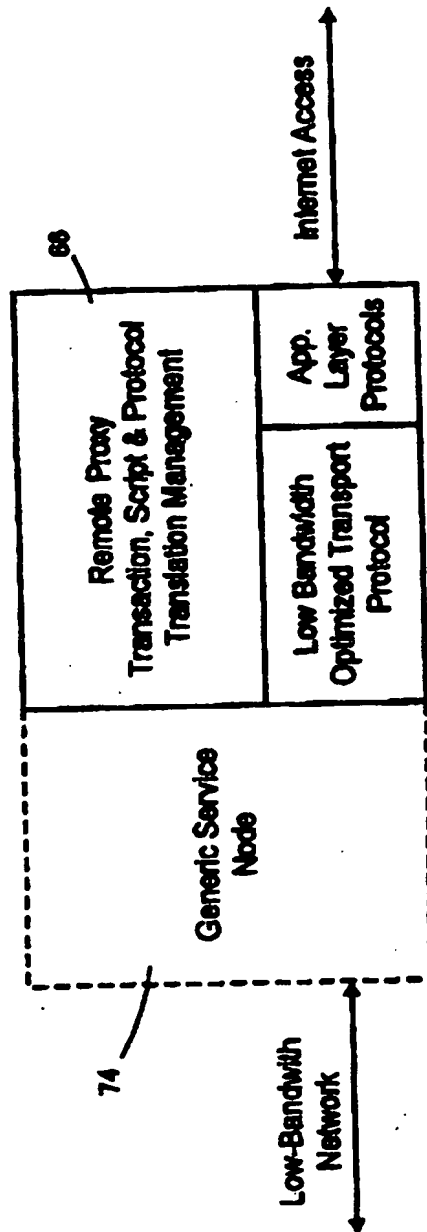 68
Remote Proxy
Transaction, Script & Protocol
Translation Management
Low Bandwidth
Optimized Transport
Protocol
App.
Layer
Protocols
Internet Access
74
Generic Service
Node
Low-Bandwith
Network